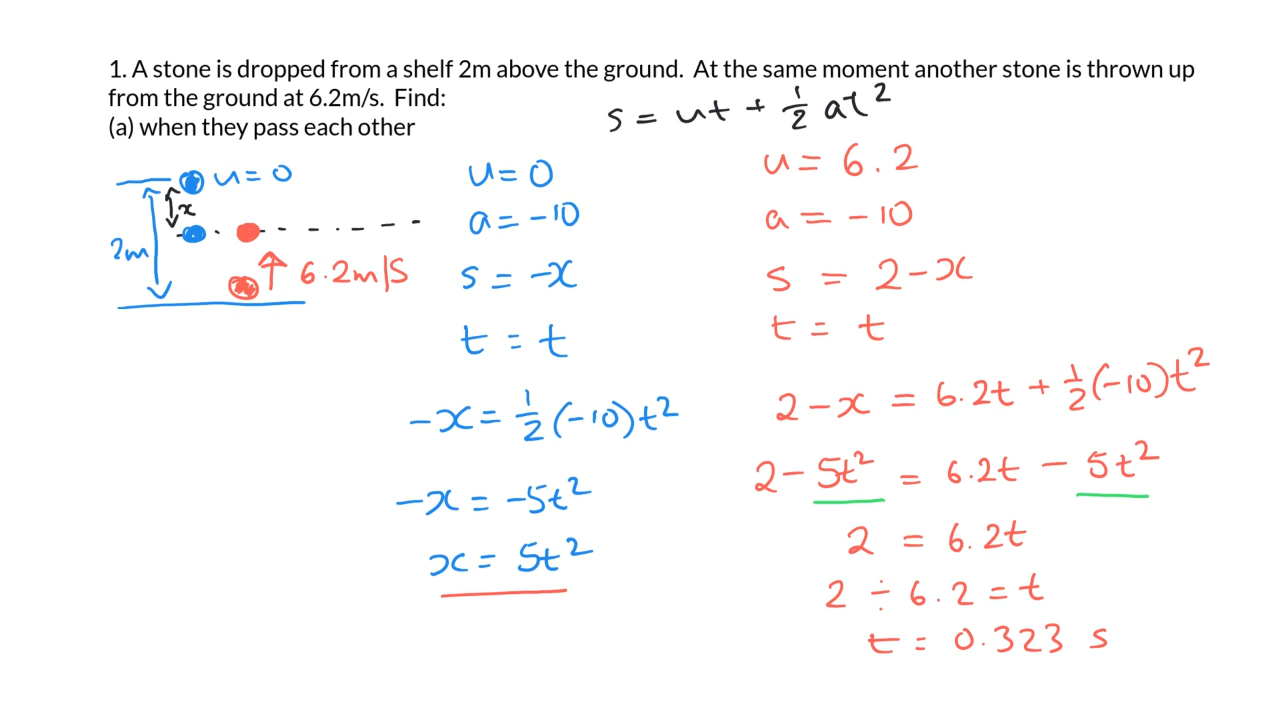 1. A stone is dropped from a shelf 2m above the ground. At the same moment another stone is thrown up
from the ground at 6.2m/s. Find:
(a) when they pass each other
s = ut + ½ at²
u = 0
x
2m
6.2m/s
u = 0
a = -10
s = -x
t = t
-x = ½ (-10)t²
-x = -5t²
x = 5t²
u = 6.2
a = -10
s = 2-x
t = t
2-x = 6.2t + ½(-10)t²
2-5t² = 6.2t - 5t²
2 = 6.2t
2 ÷ 6.2 = t
t = 0.323 s